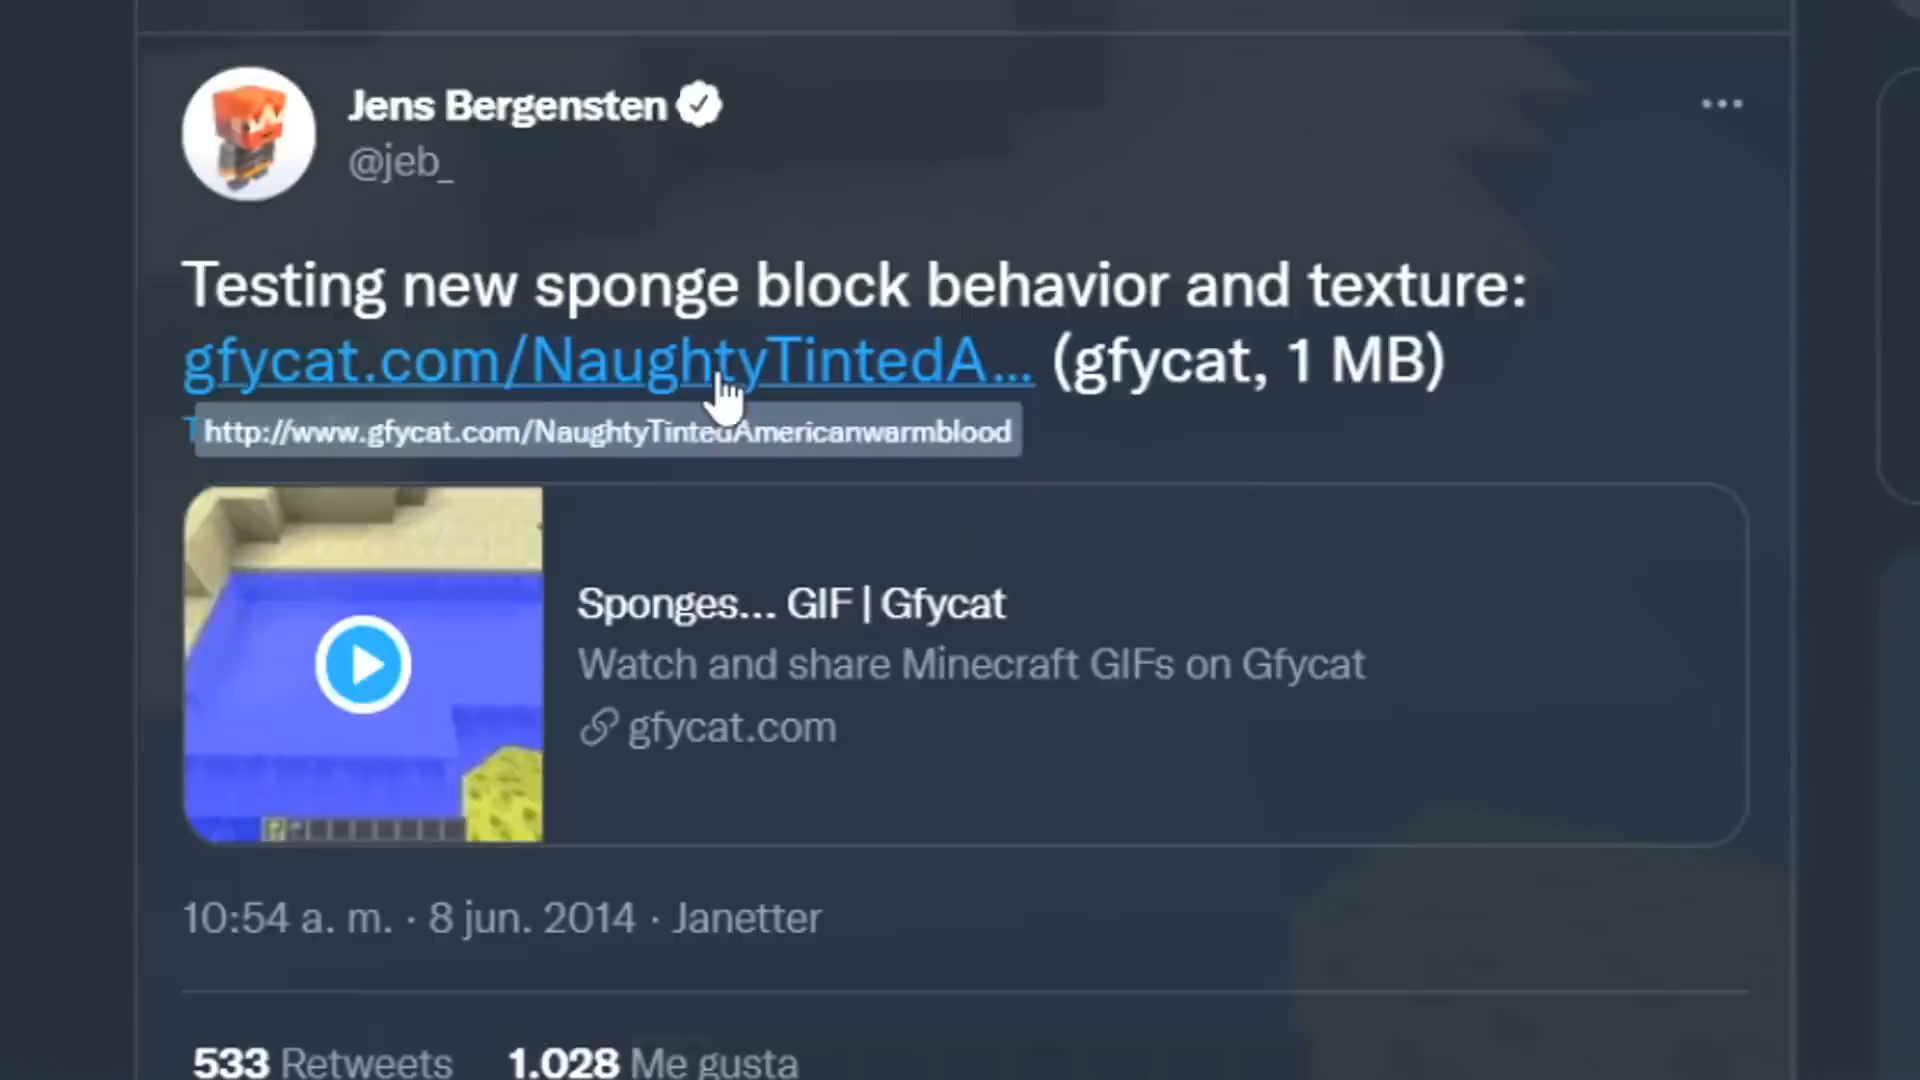 Jens Bergensten
@jeb_
Testing new sponge block behavior and texture:
gfycat.com/NaughtyTintedA... (gfycat, 1 MB)
http://www.gfycat.com/NaughtyTintedAmericanwarmblood
Sponges... GIF | Gfycat
Watch and share Minecraft GIFs on Gfycat
gfycat.com
10:54 a. m. · 8 jun. 2014 · Janetter
533 Retweets 1.028 Me gusta